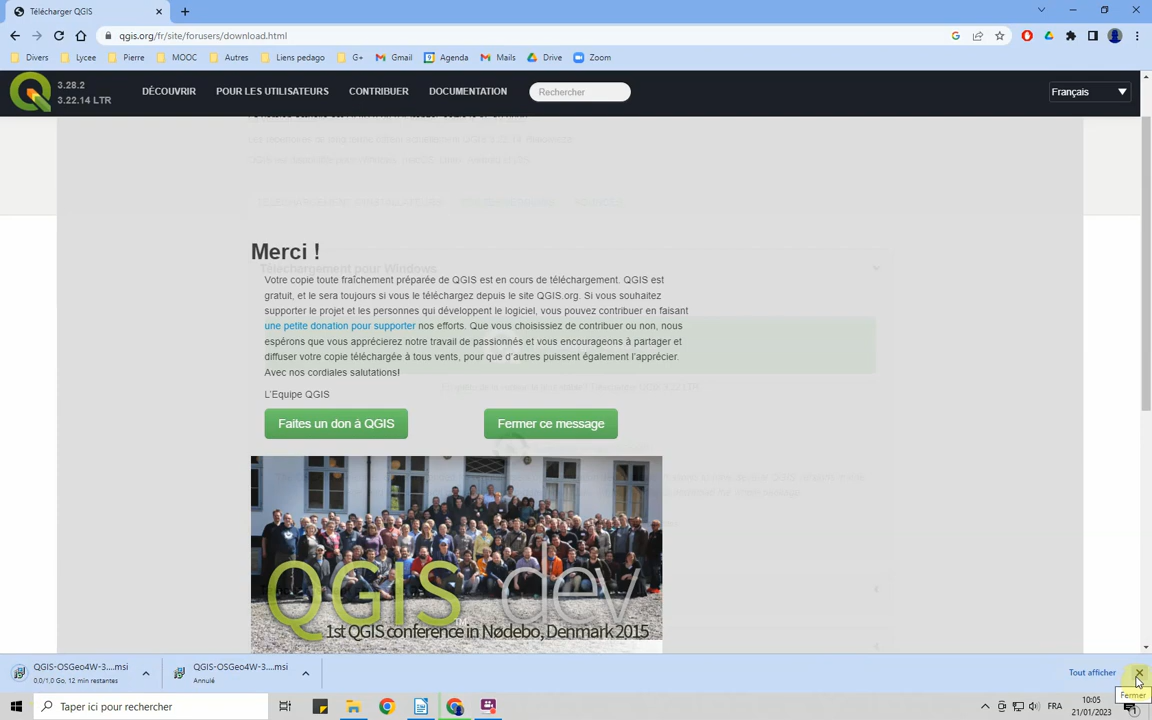 Télécharger QGIS
qgis.org/fr/site/forusers/download.html
Divers Lycee Pierre MOOC Autres Liens pedago G+ Gmail Agenda Mails Drive Zoom
3.28.2
3.22.14 LTR
DÉCOUVRIR POUR LES UTILISATEURS CONTRIBUER DOCUMENTATION Rechercher Français
Téléchargement pour Windows
Merci !
Votre copie toute fraîchement préparée de QGIS est en cours de téléchargement. QGIS est
gratuit, et le sera toujours si vous le téléchargez depuis le site QGIS.org. Si vous souhaitez
supporter le projet et les personnes qui développent le logiciel, vous pouvez contribuer en faisant
une petite donation pour supporter nos efforts. Que vous choisissiez de contribuer ou non, nous
espérons que vous apprécierez notre travail de passionnés et vous encourageons à partager et
diffuser votre copie téléchargée à tous vents, pour que d'autres puissent également l'apprécier.
Avec nos cordiales salutations!
L'Equipe QGIS
Faites un don à QGIS Fermer ce message
QGIS dev
1st QGIS conference in Nødebo, Denmark 2015
QGIS-OSGeo4W-3....msi
0.0/1.0 Go, 12 min restantes
QGIS-OSGeo4W-3....msi
Annulé
Tout afficher
Fermer
Taper ici pour rechercher
FRA
10:05
21/01/2023